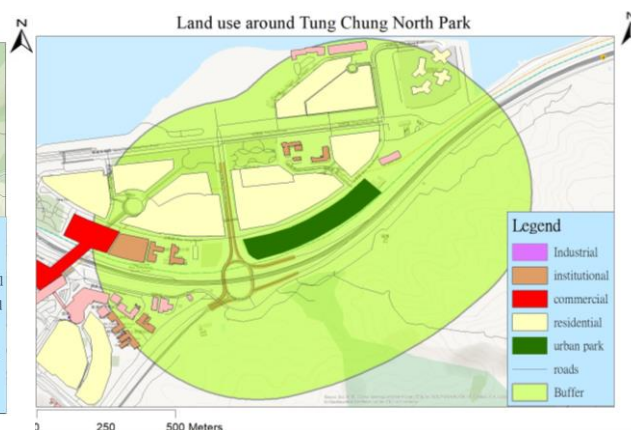 Land use around Tung Chung North Park
N
N
Legend
Industrial
institutional
commercial
residential
urban park
roads
Buffer
0 250 500 Meters